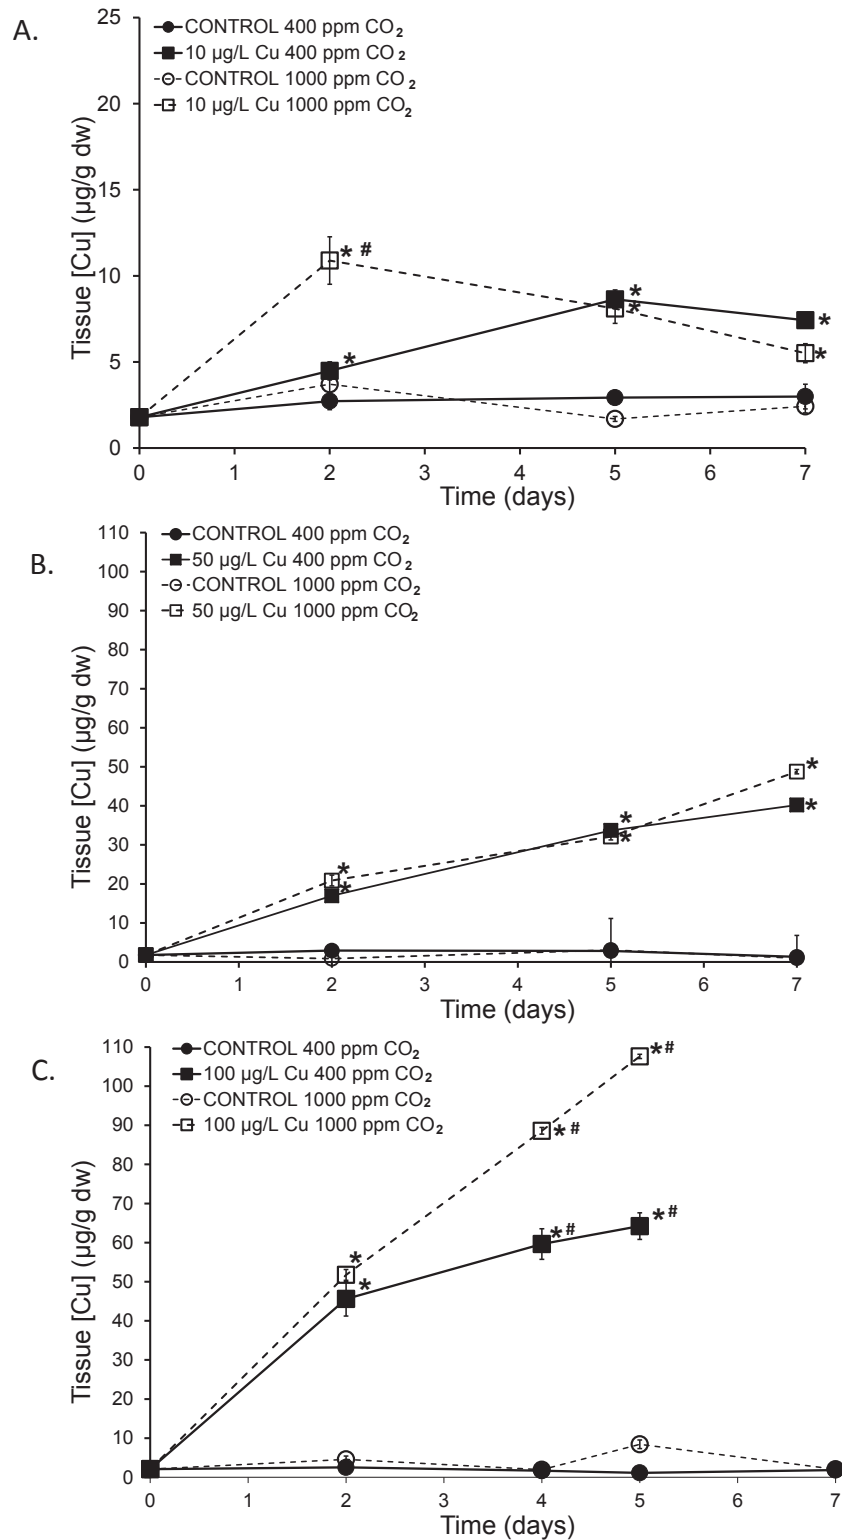 A.
CONTROL 400 ppm CO₂
10 µg/L Cu 400 ppm CO₂
CONTROL 1000 ppm CO₂
10 µg/L Cu 1000 ppm CO₂
Tissue [Cu] (µg/g dw)
25
20
15
10
5
0
* #
*
*
*
*
*
0 1 2 3 4 5 6 7
Time (days)
B.
CONTROL 400 ppm CO₂
50 µg/L Cu 400 ppm CO₂
CONTROL 1000 ppm CO₂
50 µg/L Cu 1000 ppm CO₂
Tissue [Cu] (µg/g dw)
110
100
90
80
70
60
50
40
30
20
10
0
*
*
*
*
*
*
0 1 2 3 4 5 6 7
Time (days)
C.
CONTROL 400 ppm CO₂
100 µg/L Cu 400 ppm CO₂
CONTROL 1000 ppm CO₂
100 µg/L Cu 1000 ppm CO₂
Tissue [Cu] (µg/g dw)
110
100
90
80
70
60
50
40
30
20
10
0
*#
*#
*#
*#
*
*
0 1 2 3 4 5 6 7
Time (days)